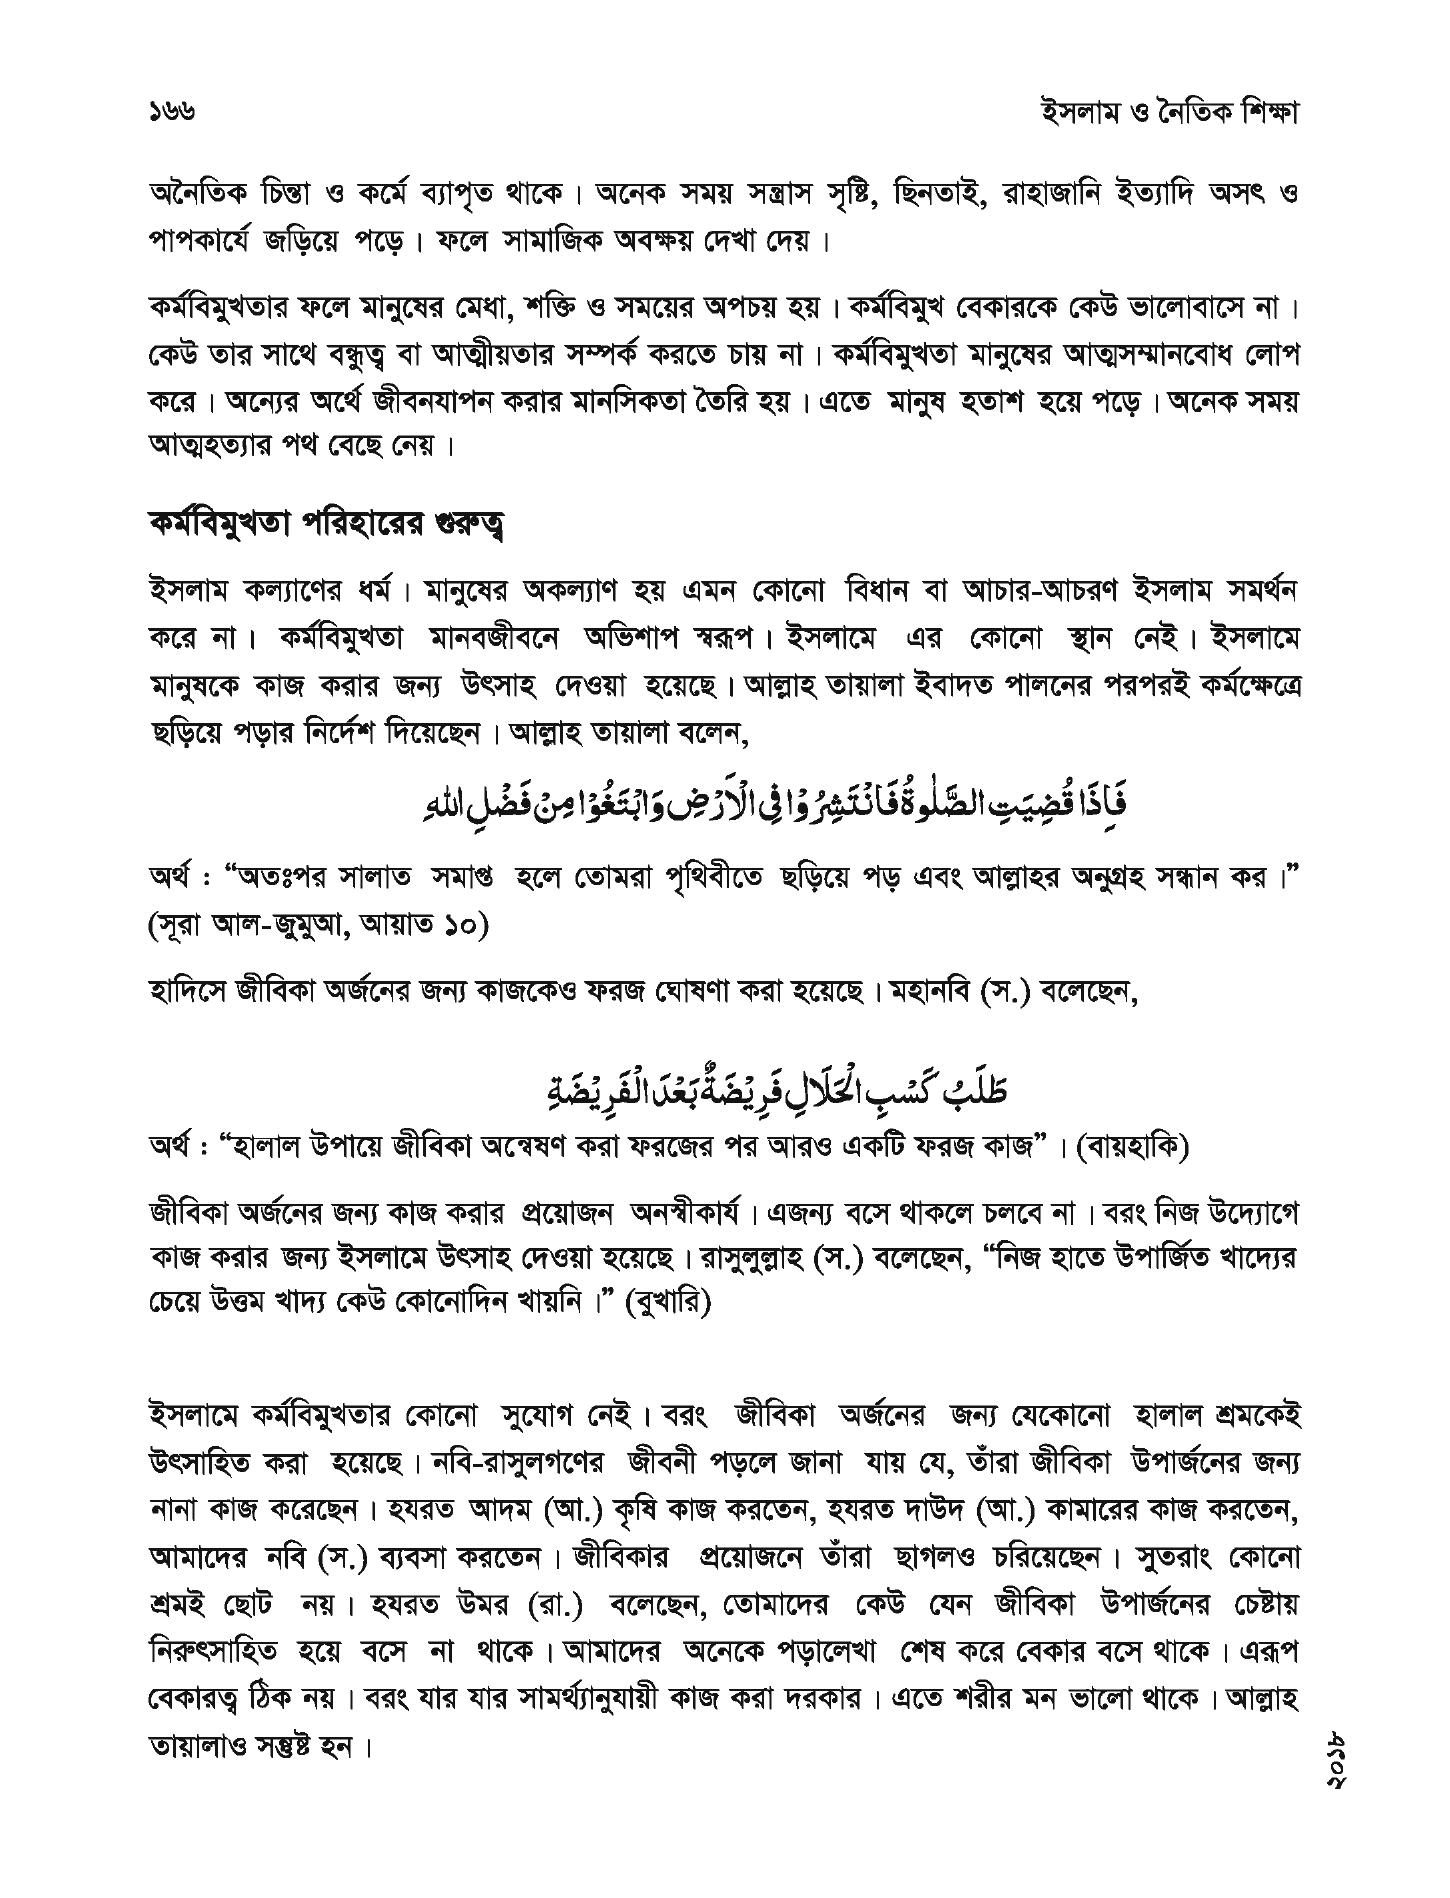 ১৬৬
ইসলাম ও নৈতিক শিক্ষা
অনৈতিক চিন্তা ও কর্মে ব্যাপৃত থাকে। অনেক সময় সন্ত্রাস সৃষ্টি, ছিনতাই, রাহাজানি ইত্যাদি অসৎ ও
পাপকার্যে জড়িয়ে পড়ে। ফলে সামাজিক অবক্ষয় দেখা দেয়।
কর্মবিমুখতার ফলে মানুষের মেধা, শক্তি ও সময়ের অপচয় হয়। কর্মবিমুখ বেকারকে কেউ ভালোবাসে না।
কেউ তার সাথে বন্ধুত্ব বা আত্মীয়তার সম্পর্ক করতে চায় না। কর্মবিমুখতা মানুষের আত্মসম্মানবোধ লোপ
করে। অন্যের অর্থে জীবনযাপন করার মানসিকতা তৈরি হয়। এতে মানুষ হতাশ হয়ে পড়ে। অনেক সময়
আত্মহত্যার পথ বেছে নেয়।
কর্মবিমুখতা পরিহারের গুরুত্ব
ইসলাম কল্যাণের ধর্ম। মানুষের অকল্যাণ হয় এমন কোনো বিধান বা আচার-আচরণ ইসলাম সমর্থন
করে না। কর্মবিমুখতা মানবজীবনে অভিশাপ স্বরূপ। ইসলামে এর কোনো স্থান নেই। ইসলামে
মানুষকে কাজ করার জন্য উৎসাহ দেওয়া হয়েছে। আল্লাহ তায়ালা ইবাদত পালনের পরপরই কর্মক্ষেত্রে
ছড়িয়ে পড়ার নির্দেশ দিয়েছেন। আল্লাহ তায়ালা বলেন,
فَاِذَا قُضِيَتِ الصَّلٰوةُ فَانْتَشِرُوْا فِى الْاَرْضِ وَابْتَغُوْا مِنْ فَضْلِ اللهِ
অর্থ : “অতঃপর সালাত সমাপ্ত হলে তোমরা পৃথিবীতে ছড়িয়ে পড় এবং আল্লাহর অনুগ্রহ সন্ধান কর।”
(সূরা আল-জুমুআ, আয়াত ১০)
হাদিসে জীবিকা অর্জনের জন্য কাজকেও ফরজ ঘোষণা করা হয়েছে। মহানবি (স.) বলেছেন,
طَلَبُ كَسْبِ الْحَلَالِ فَرِيْضَةٌ بَعْدَ الْفَرِيْضَةِ
অর্থ : “হালাল উপায়ে জীবিকা অন্বেষণ করা ফরজের পর আরও একটি ফরজ কাজ”। (বায়হাকি)
জীবিকা অর্জনের জন্য কাজ করার প্রয়োজন অনস্বীকার্য। এজন্য বসে থাকলে চলবে না। বরং নিজ উদ্যোগে
কাজ করার জন্য ইসলামে উৎসাহ দেওয়া হয়েছে। রাসুলুল্লাহ (স.) বলেছেন, “নিজ হাতে উপার্জিত খাদ্যের
চেয়ে উত্তম খাদ্য কেউ কোনোদিন খায়নি।” (বুখারি)
ইসলামে কর্মবিমুখতার কোনো সুযোগ নেই। বরং জীবিকা অর্জনের জন্য যেকোনো হালাল শ্রমকেই
উৎসাহিত করা হয়েছে। নবি-রাসুলগণের জীবনী পড়লে জানা যায় যে, তাঁরা জীবিকা উপার্জনের জন্য
নানা কাজ করেছেন। হযরত আদম (আ.) কৃষি কাজ করতেন, হযরত দাউদ (আ.) কামারের কাজ করতেন,
আমাদের নবি (স.) ব্যবসা করতেন। জীবিকার প্রয়োজনে তাঁরা ছাগলও চরিয়েছেন। সুতরাং কোনো
শ্রমই ছোট নয়। হযরত উমর (রা.) বলেছেন, তোমাদের কেউ যেন জীবিকা উপার্জনের চেষ্টায়
নিরুৎসাহিত হয়ে বসে না থাকে। আমাদের অনেকে পড়ালেখা শেষ করে বেকার বসে থাকে। এরূপ
বেকারত্ব ঠিক নয়। বরং যার যার সামর্থ্যানুযায়ী কাজ করা দরকার। এতে শরীর মন ভালো থাকে। আল্লাহ
তায়ালাও সন্তুষ্ট হন।
২০১৮